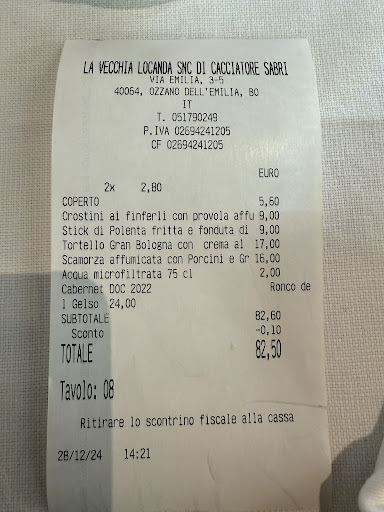 LA VECCHIA LOCANDA SNC DI CACCIATORE SABRI
VIA EMILIA, 3-5
40064, OZZANO DELL'EMILIA, BO
IT
T. 051790249
P.IVA 02694241205
CF 02694241205
EURO
2x 2,80
COPERTO 5,60
Crostini ai finferli con provola affu 9,00
Stick di Polenta fritta e fonduta di 9,00
Tortello Gran Bologna con crema al 17,00
Scamorza affumicata con Porcini e Gr 16,00
Acqua microfiltrata 75 cl 2,00
Cabernet DOC 2022 Ronco de
l Gelso 24,00
SUBTOTALE 82,60
Sconto -0,10
TOTALE 82,50
Tavolo: 08
Ritirare lo scontrino fiscale alla cassa
28/12/24 14:21